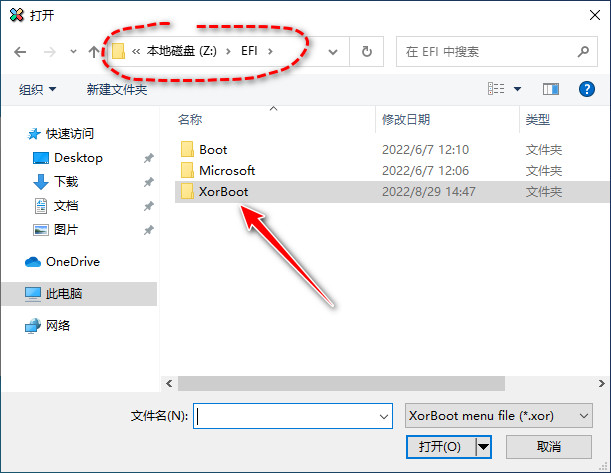 打开
« 本地磁盘 (Z:) › EFI ›
在 EFI 中搜索
组织 新建文件夹
名称 修改日期 类型
快速访问
Desktop
下载
文档
图片
OneDrive
此电脑
网络
Boot 2022/6/7 12:10 文件夹
Microsoft 2022/6/7 12:06 文件夹
XorBoot 2022/8/29 14:47 文件夹
文件名(N): XorBoot menu file (*.xor)
打开(O) 取消